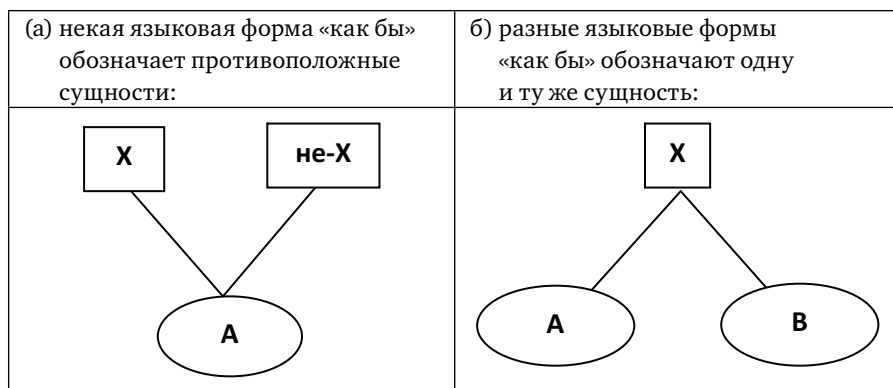 (а) некая языковая форма «как бы»
обозначает противоположные
сущности:
б) разные языковые формы
«как бы» обозначают одну
и ту же сущность:
X
не-X
A
X
A
B